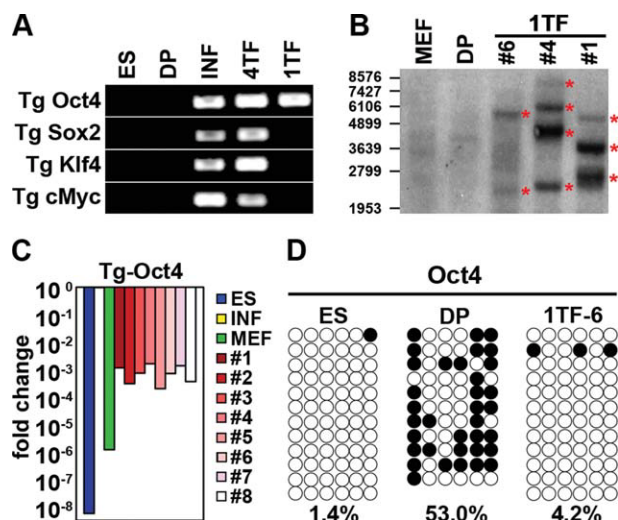 A
ES DP INF 4TF 1TF
Tg Oct4
Tg Sox2
Tg Klf4
Tg cMyc
B
1TF
MEF DP #6 #4 #1
8576
7427
6106
4899
3639
2799
1953
* * * * * * * * *
C
Tg-Oct4
fold change
10⁰
10⁻¹
10⁻²
10⁻³
10⁻⁴
10⁻⁵
10⁻⁶
10⁻⁷
10⁻⁸
ES
INF
MEF
#1
#2
#3
#4
#5
#6
#7
#8
D
Oct4
ES DP 1TF-6
1.4% 53.0% 4.2%